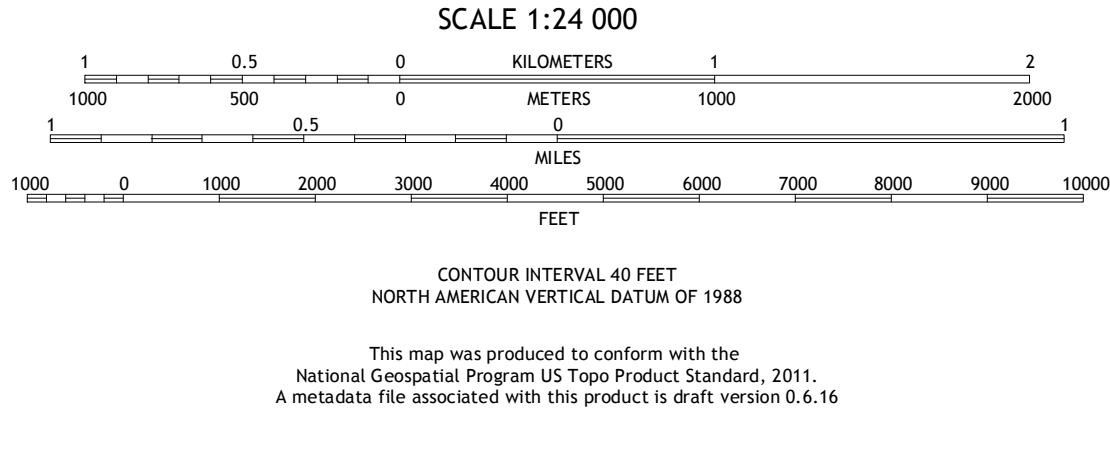 SCALE 1:24 000
1 0.5 0 KILOMETERS 1 2
1000 500 0 METERS 1000 2000
1 0.5 0 1
MILES
1000 0 1000 2000 3000 4000 5000 6000 7000 8000 9000 10000
FEET
CONTOUR INTERVAL 40 FEET
NORTH AMERICAN VERTICAL DATUM OF 1988
This map was produced to conform with the
National Geospatial Program US Topo Product Standard, 2011.
A metadata file associated with this product is draft version 0.6.16